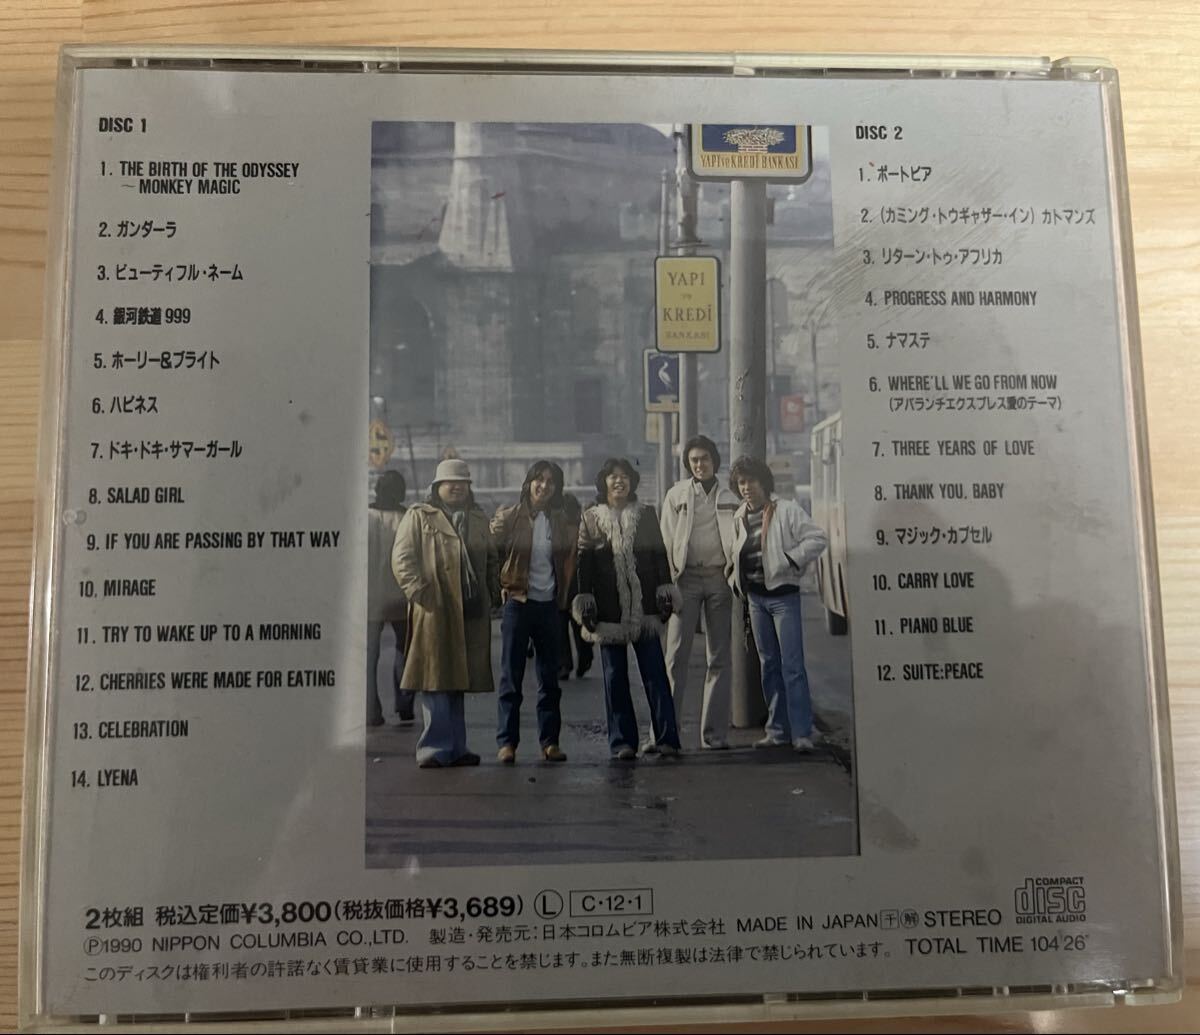 DISC 1
1. THE BIRTH OF THE ODYSSEY
~MONKEY MAGIC
2. ガンダーラ
3. ビューティフル・ネーム
4. 銀河鉄道 999
5. ホーリー&ブライト
6. ハピネス
7. ドキ・ドキ・サマーガール
8. SALAD GIRL
9. IF YOU ARE PASSING BY THAT WAY
10. MIRAGE
11. TRY TO WAKE UP TO A MORNING
12. CHERRIES WERE MADE FOR EATING
13. CELEBRATION
14. LYENA
YAPI ve KREDİ BANKASI
YAPI
ve
KREDİ
BANKASI
DISC 2
1. ポートピア
2. (カミング・トウギャザー・イン) カトマンズ
3. リターン・トゥ・アフリカ
4. PROGRESS AND HARMONY
5. ナマステ
6. WHERE'LL WE GO FROM NOW
(アバランチエクスプレス愛のテーマ)
7. THREE YEARS OF LOVE
8. THANK YOU, BABY
9. マジック・カプセル
10. CARRY LOVE
11. PIANO BLUE
12. SUITE:PEACE
2枚組 税込定価¥3,800(税抜価格¥3,689) Ⓛ C・12・1
Ⓟ1990 NIPPON COLUMBIA CO.,LTD. 製造・発売元:日本コロムビア株式会社 MADE IN JAPAN 干 解 STEREO
COMPACT
disc
DIGITAL AUDIO
このディスクは権利者の許諾なく賃貸業に使用することを禁じます。また無断複製は法律で禁じられています。 TOTAL TIME 104'26"